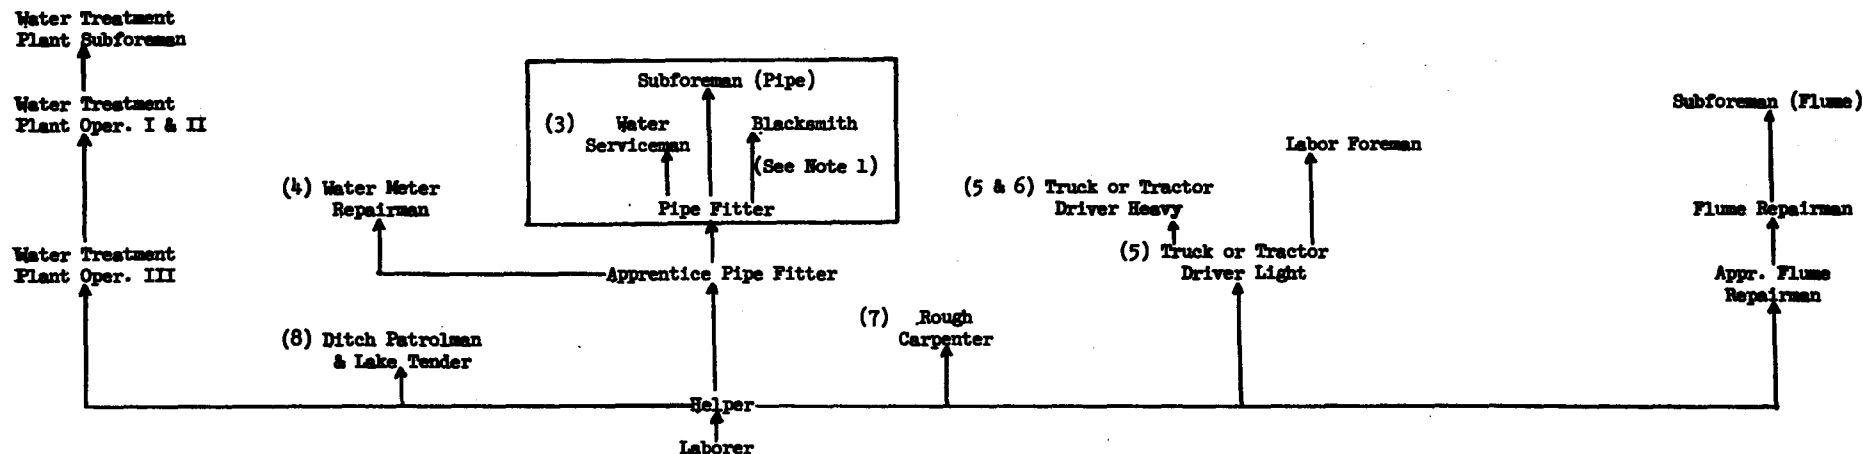 Water Treatment
Plant Subforeman
Water Treatment
Plant Oper. I & II
Water Treatment
Plant Oper. III
(4) Water Meter
Repairman
(8) Ditch Patrolman
& Lake Tender
Subforeman (Pipe)
(3) Water
Serviceman
Blacksmith
(See Note 1)
Pipe Fitter
Apprentice Pipe Fitter
Helper
Laborer
(7) Rough
Carpenter
(5 & 6) Truck or Tractor
Driver Heavy
(5) Truck or Tractor
Driver Light
Labor Foreman
Subforeman (Flume)
Flume Repairman
Appr. Flume
Repairman